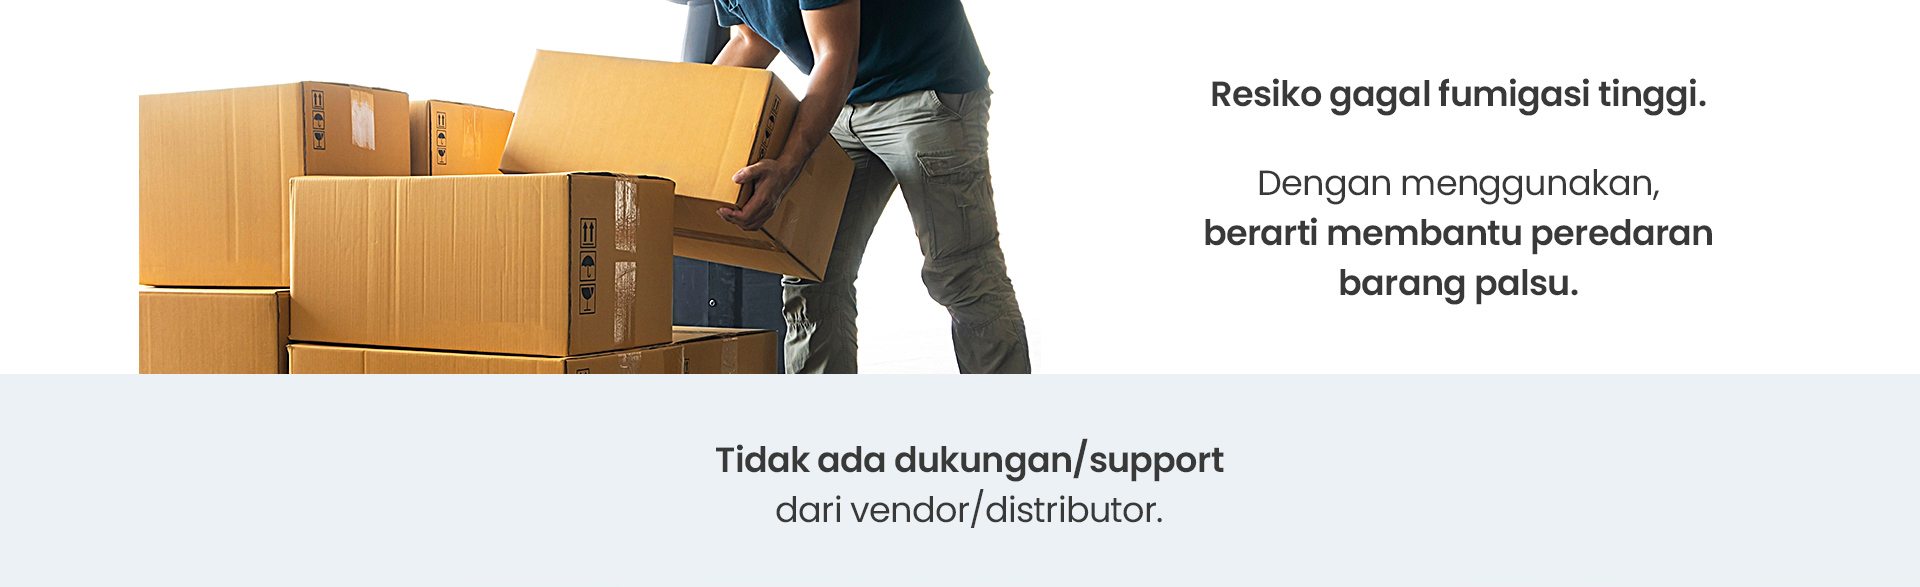 Resiko gagal fumigasi tinggi.
Dengan menggunakan,
berarti membantu peredaran
barang palsu.
Tidak ada dukungan/support
dari vendor/distributor.